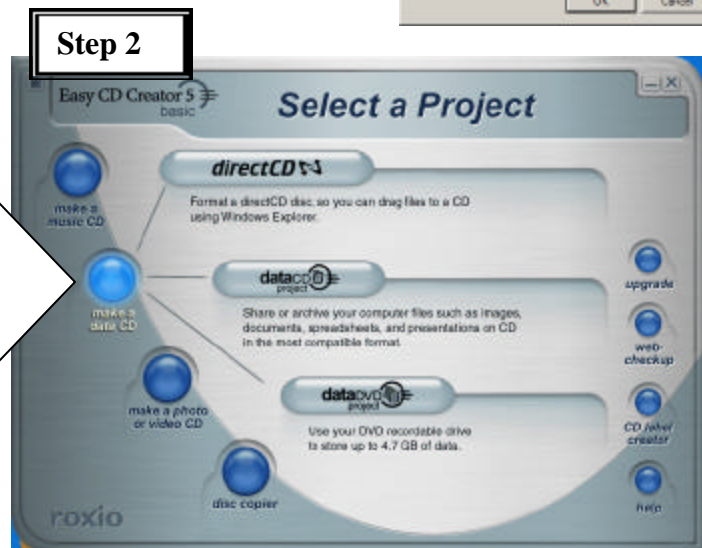 OK Cancel
Step 2
Easy CD Creator 5
basic
Select a Project
directCD
make a
music CD
Format a directCD disc, so you can drag files to a CD
using Windows Explorer.
make a
data CD
dataCD
project
Share or archive your computer files such as images,
documents, spreadsheets, and presentations on CD
in the most compatible format.
upgrade
web-
checkup
make a photo
or video CD
dataDVD
project
Use your DVD recordable drive
to store up to 4.7 GB of data.
CD label
creator
disc copier
help
roxio